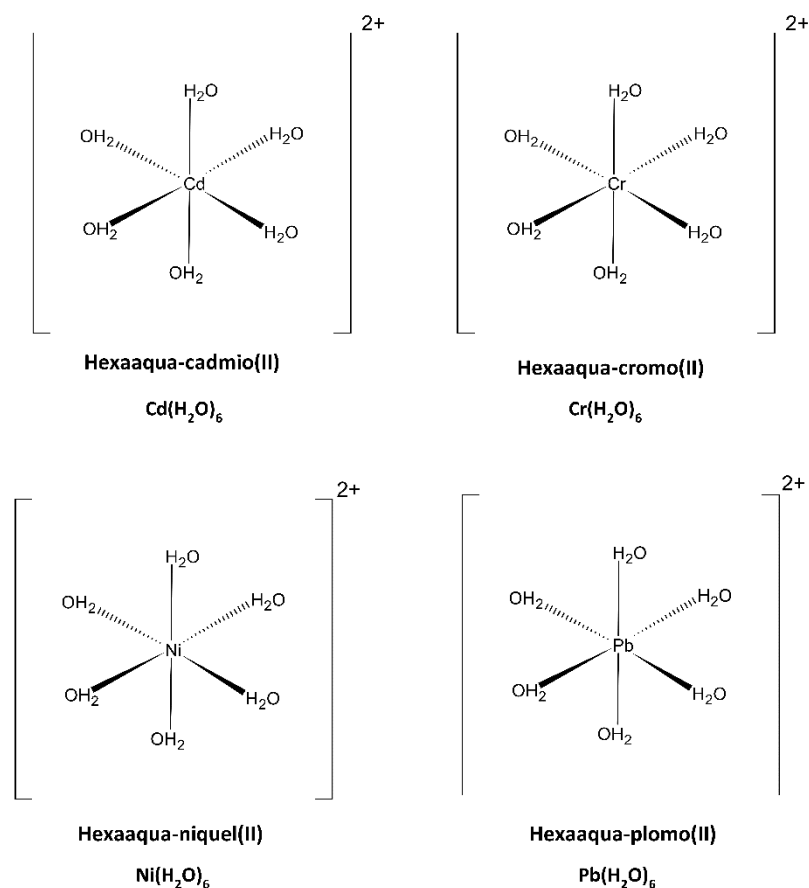 2+
H₂O
OH₂
H₂O
Cd
OH₂
H₂O
OH₂
Hexaaqua-cadmio(II)
Cd(H₂O)₆
2+
H₂O
OH₂
H₂O
Cr
OH₂
H₂O
OH₂
Hexaaqua-cromo(II)
Cr(H₂O)₆
2+
H₂O
OH₂
H₂O
Ni
OH₂
H₂O
OH₂
Hexaaqua-niquel(II)
Ni(H₂O)₆
2+
H₂O
OH₂
H₂O
Pb
OH₂
H₂O
OH₂
Hexaaqua-plomo(II)
Pb(H₂O)₆